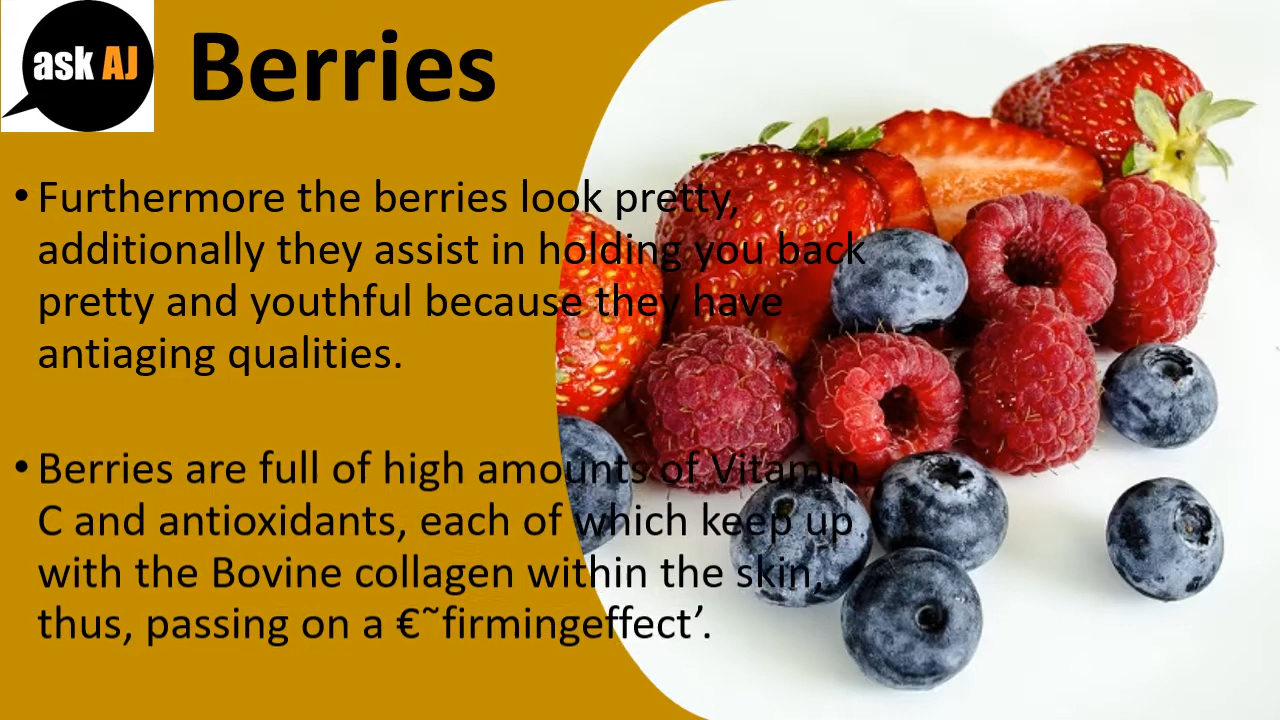 ask AJ
Berries
• Furthermore the berries look pretty,
additionally they assist in holding you back
pretty and youthful because they have
antiaging qualities.
• Berries are full of high amounts of Vitamin
C and antioxidants, each of which keep up
with the Bovine collagen within the skin,
thus, passing on a €˜firmingeffect’.